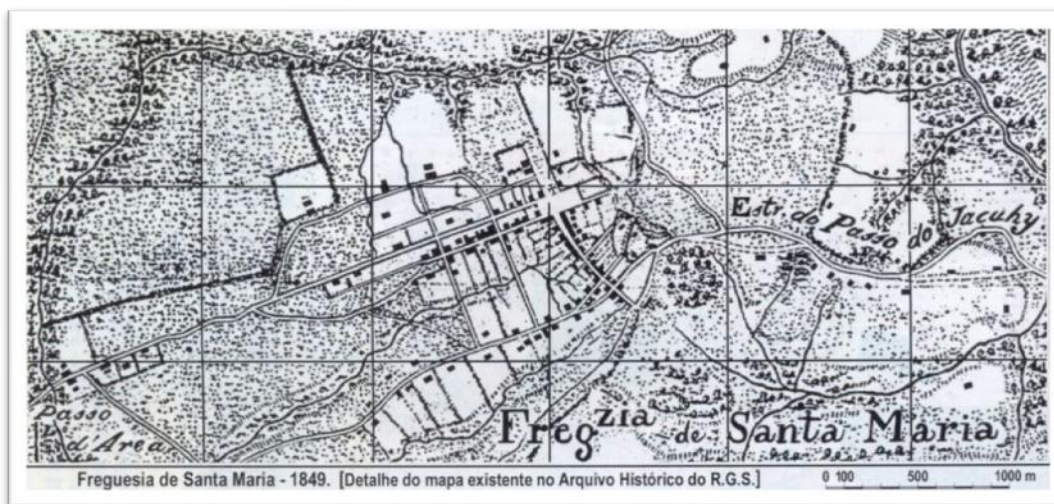 Estr. do Passo do Jacuhy
Passo
d'Area
Fregzia de Santa Maria
Freguesia de Santa Maria - 1849. [Detalhe do mapa existente no Arquivo Histórico do R.G.S.]
0 100 500 1000 m